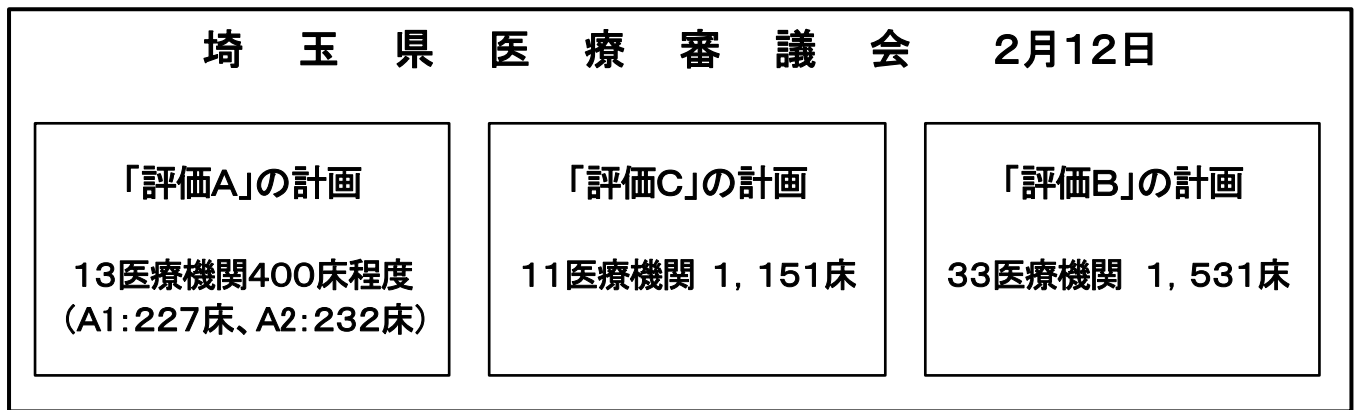 埼玉県医療審議会 2月12日
「評価A」の計画
13医療機関400床程度
（A1：227床、A2：232床）
「評価C」の計画
11医療機関 1，151床
「評価B」の計画
33医療機関 1，531床